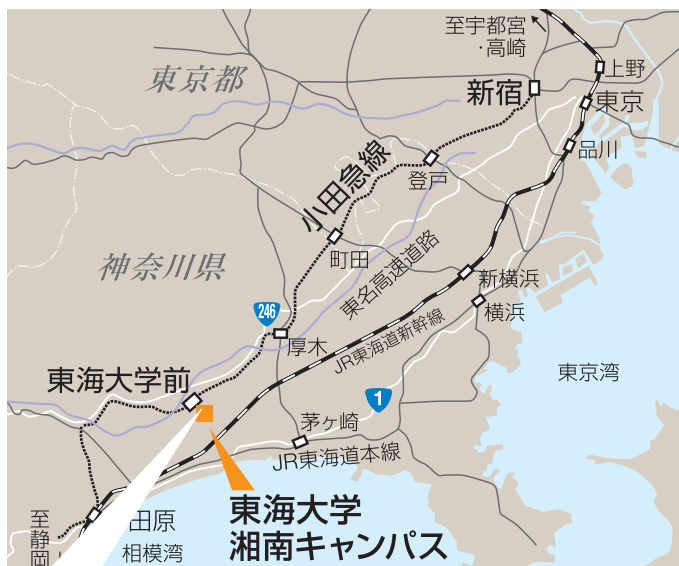 至宇都宮
・高崎
上野
東京都
新宿
東京
品川
登戸
小田急線
町田
神奈川県
東名高速道路
新横浜
横浜
246
厚木
JR東海道新幹線
東京湾
東海大学前
1
茅ヶ崎
JR東海道本線
東海大学
湘南キャンパス
田原
相模湾
至静岡